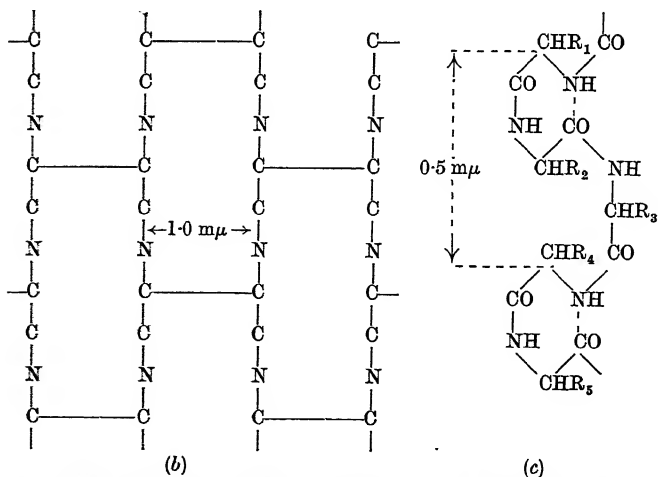 C C C C
C C C C
N N N N
C C C C
C C C C
1·0 mμ
N N N N
C C C C
C C C C
N N N N
C C C C
(b)
CHR₁ CO
CO NH
NH CO
0·5 mμ CHR₂ NH
CHR₃
CHR₄ CO
CO NH
NH CO
CHR₅
(c)